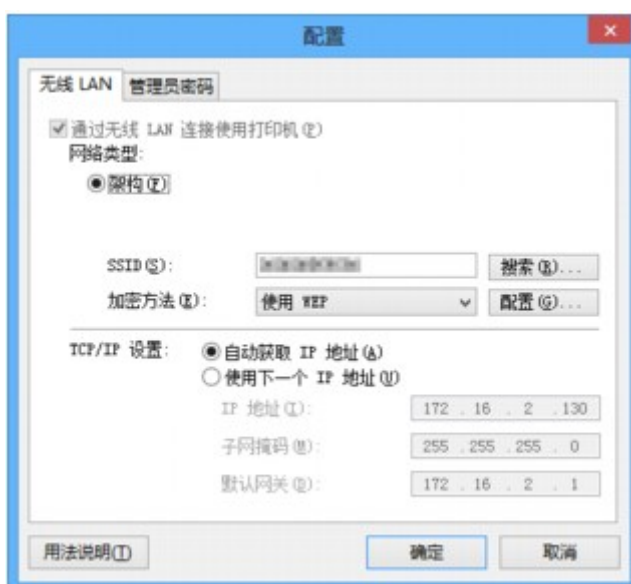 配置
无线 LAN 管理员密码
通过无线 LAN 连接使用打印机(P)
网络类型:
架构(F)
SSID(S): 搜索(R)...
加密方法(E): 使用 WEP 配置(G)...
TCP/IP 设置: 自动获取 IP 地址(A)
使用下一个 IP 地址(U)
IP 地址(I): 172 . 16 . 2 .130
子网掩码(M): 255 .255 .255 . 0
默认网关(D): 172 . 16 . 2 . 1
用法说明(T) 确定 取消